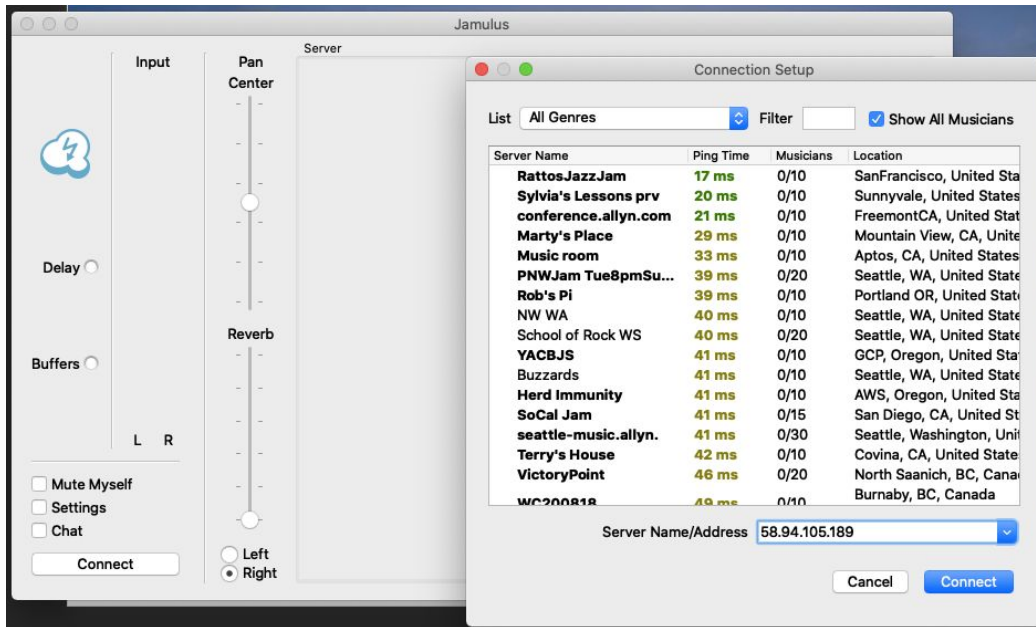 Jamulus
Input
Pan
Center
Delay
Buffers
L R
Reverb
Mute Myself
Settings
Chat
Connect
Left
Right
Server
Connection Setup
List All Genres Filter Show All Musicians
Server Name Ping Time Musicians Location
RattosJazzJam 17 ms 0/10 SanFrancisco, United Sta
Sylvia's Lessons prv 20 ms 0/10 Sunnyvale, United States
conference.allyn.com 21 ms 0/10 FreemontCA, United Stat
Marty's Place 29 ms 0/10 Mountain View, CA, Unite
Music room 33 ms 0/10 Aptos, CA, United States
PNWJam Tue8pmSu... 39 ms 0/20 Seattle, WA, United State
Rob's Pi 39 ms 0/10 Portland OR, United Stat
NW WA 40 ms 0/10 Seattle, WA, United State
School of Rock WS 40 ms 0/20 Seattle, WA, United State
YACBJS 41 ms 0/10 GCP, Oregon, United Sta
Buzzards 41 ms 0/10 Seattle, WA, United State
Herd Immunity 41 ms 0/10 AWS, Oregon, United Sta
SoCal Jam 41 ms 0/15 San Diego, CA, United St
seattle-music.allyn. 41 ms 0/30 Seattle, Washington, Unit
Terry's House 42 ms 0/10 Covina, CA, United State
VictoryPoint 46 ms 0/20 North Saanich, BC, Cana
WC200818 49 ms 0/10 Burnaby, BC, Canada
Server Name/Address 58.94.105.189
Cancel Connect